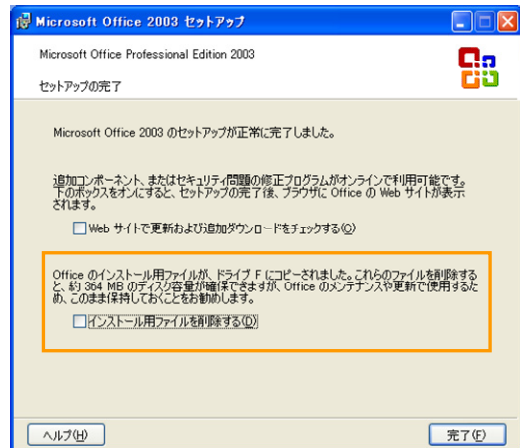 Microsoft Office 2003 セットアップ
Microsoft Office Professional Edition 2003
セットアップの完了
Microsoft Office 2003 のセットアップが正常に完了しました。
追加コンポーネント、またはセキュリティ問題の修正プログラムがオンラインで利用可能です。
下のボックスをオンにすると、セットアップの完了後、ブラウザに Office の Web サイトが表示
されます。
Web サイトで更新および追加ダウンロードをチェックする(O)
Office のインストール用ファイルが、ドライブ F にコピーされました。これらのファイルを削除する
と、約 364 MB のディスク容量が確保できますが、Office のメンテナンスや更新で使用するた
め、このまま保持しておくことをお勧めします。
インストール用ファイルを削除する(D)
ヘルプ(H)
完了(F)